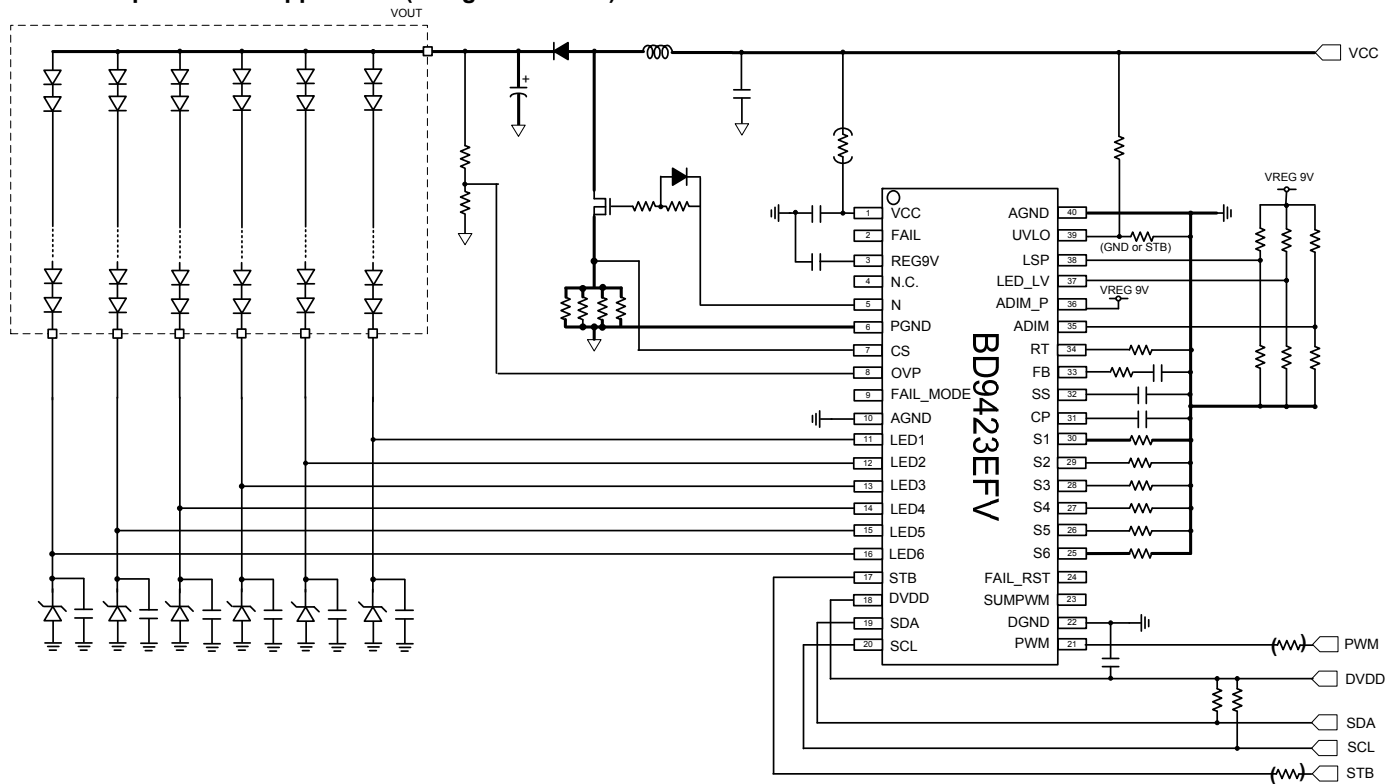 VOUT
VCC
VREG 9V
1 VCC
2 FAIL
3 REG9V
4 N.C.
5 N
6 PGND
7 CS
8 OVP
9 FAIL_MODE
10 AGND
11 LED1
12 LED2
13 LED3
14 LED4
15 LED5
16 LED6
17 STB
18 DVDD
19 SDA
20 SCL
BD9423EFV
AGND 40
UVLO 39
(GND or STB)
LSP 38
LED_LV 37
VREG 9V
ADIM_P 36
ADIM 35
RT 34
FB 33
SS 32
CP 31
S1 30
S2 29
S3 28
S4 27
S5 26
S6 25
FAIL_RST 24
SUMPWM 23
DGND 22
PWM 21
PWM
DVDD
SDA
SCL
STB